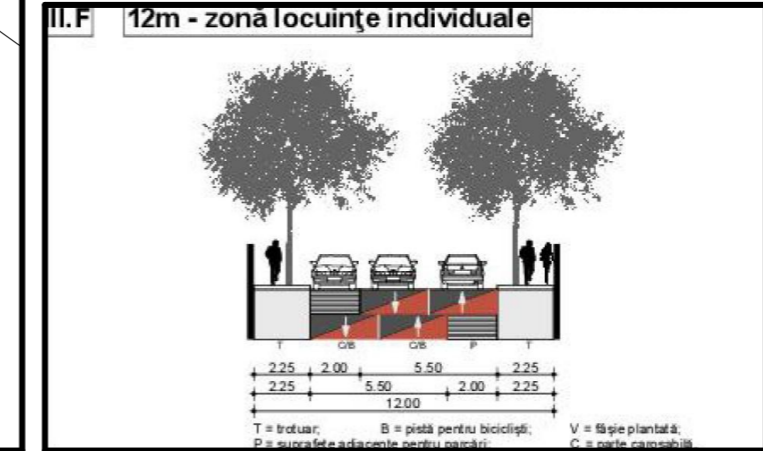 II.F 12m - zonă locuinţe individuale
T C/B C/B P T
2.25 2.00 5.50 2.25
2.25 5.50 2.00 2.25
12.00
T = trotuar; B = pistă pentru biciclişti; V = fâşie plantată;
P = suprafeţe adiacente pentru parcări; C = parte carosabilă